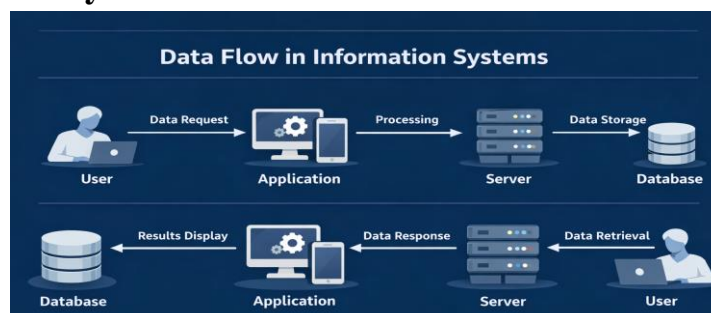 Data Flow in Information Systems
Data Request
Processing
Data Storage
User
Application
Server
Database
Results Display
Data Response
Data Retrieval
Database
Application
Server
User